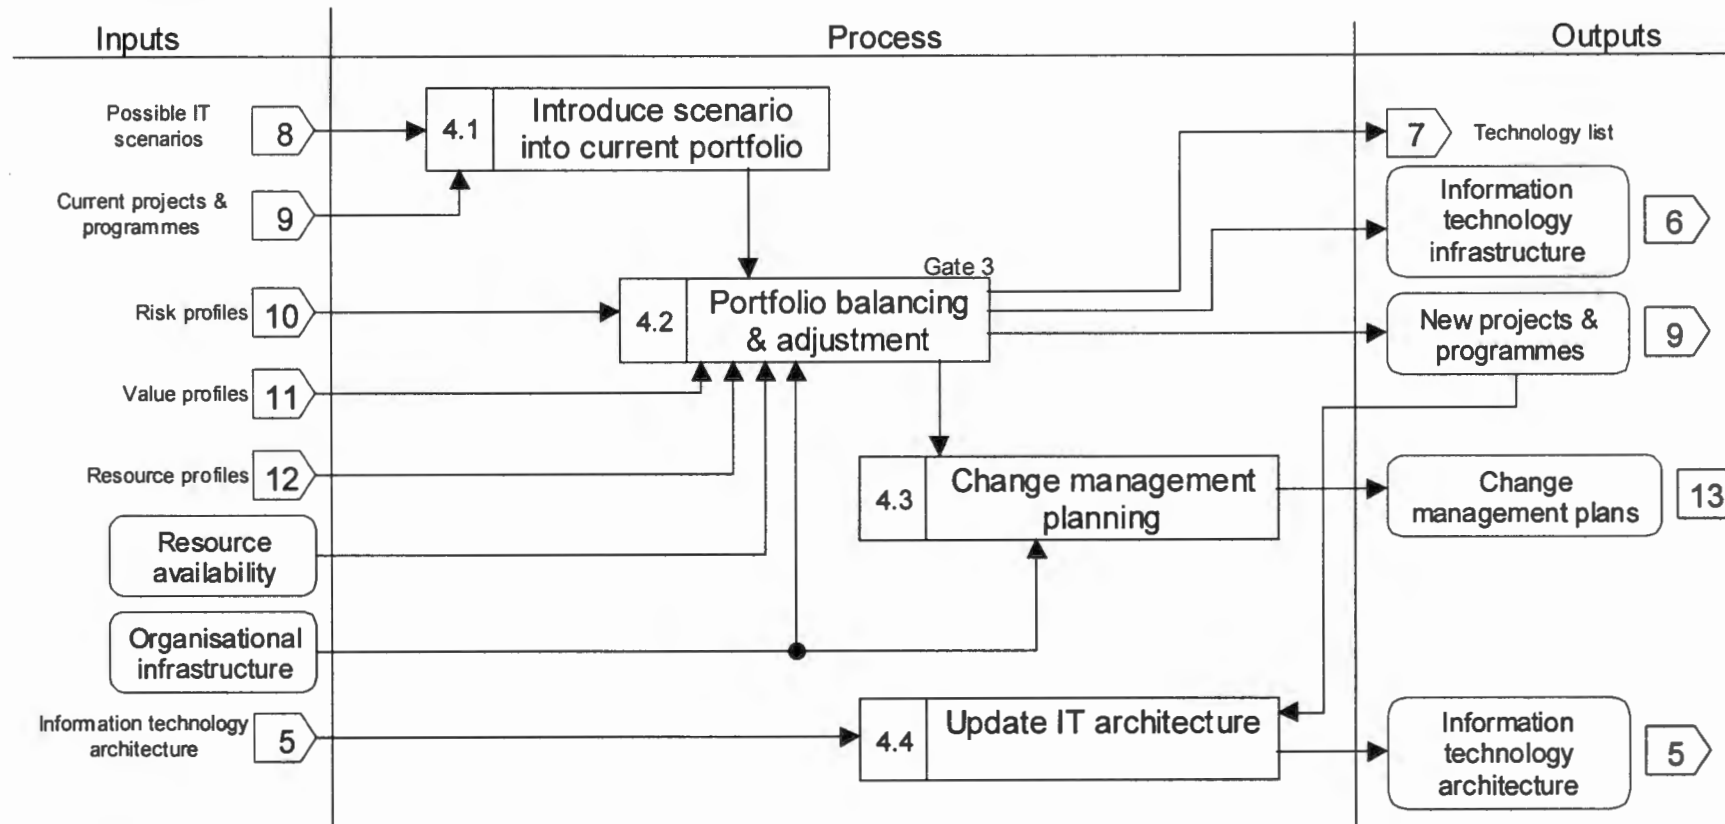 Inputs
Process
Outputs
Possible IT
scenarios
8
4.1
Introduce scenario
into current portfolio
7
Technology list
Current projects &
programmes
9
Information
technology
infrastructure
6
Gate 3
Risk profiles
10
4.2
Portfolio balancing
& adjustment
New projects &
programmes
9
Value profiles
11
Resource profiles
12
4.3
Change management
planning
Change
management plans
13
Resource
availability
Organisational
infrastructure
Information technology
architecture
5
4.4
Update IT architecture
Information
technology
architecture
5